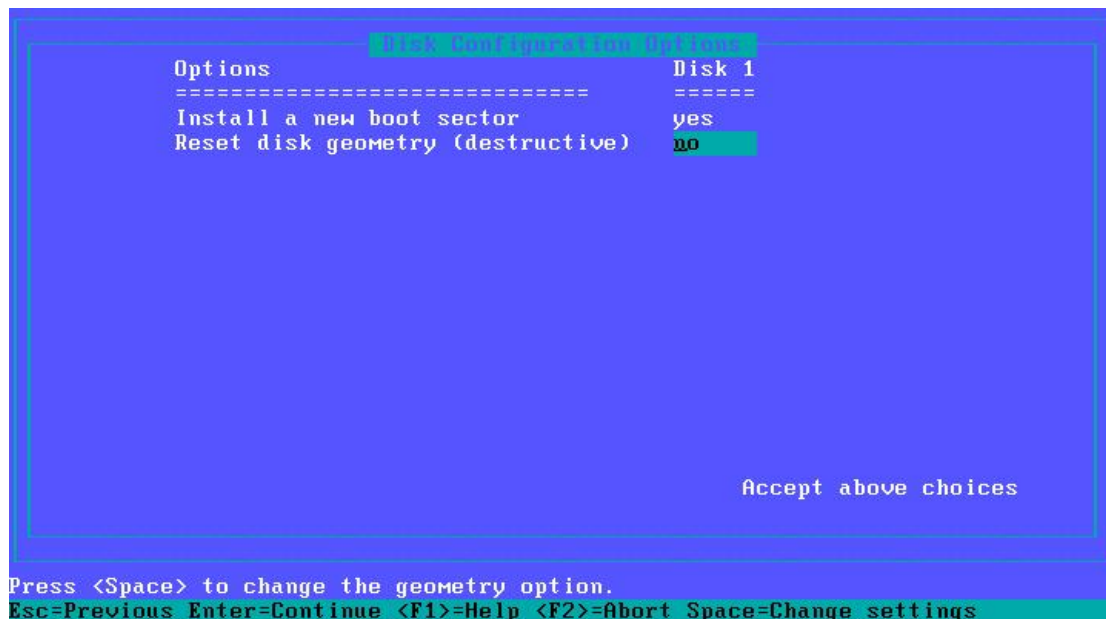 Disk Configuration Options
Options Disk 1
=============================== ======
Install a new boot sector yes
Reset disk geometry (destructive) no
Accept above choices
Press <Space> to change the geometry option.
Esc=Previous Enter=Continue <F1>=Help <F2>=Abort Space=Change settings